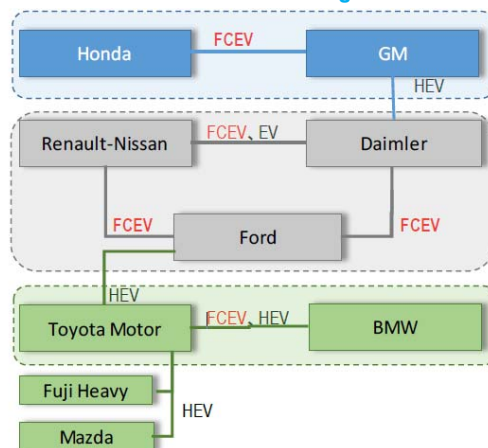 Honda
FCEV
GM
HEV
Renault-Nissan
FCEV、EV
Daimler
FCEV
Ford
FCEV
HEV
Toyota Motor
FCEV、HEV
BMW
Fuji Heavy
HEV
Mazda